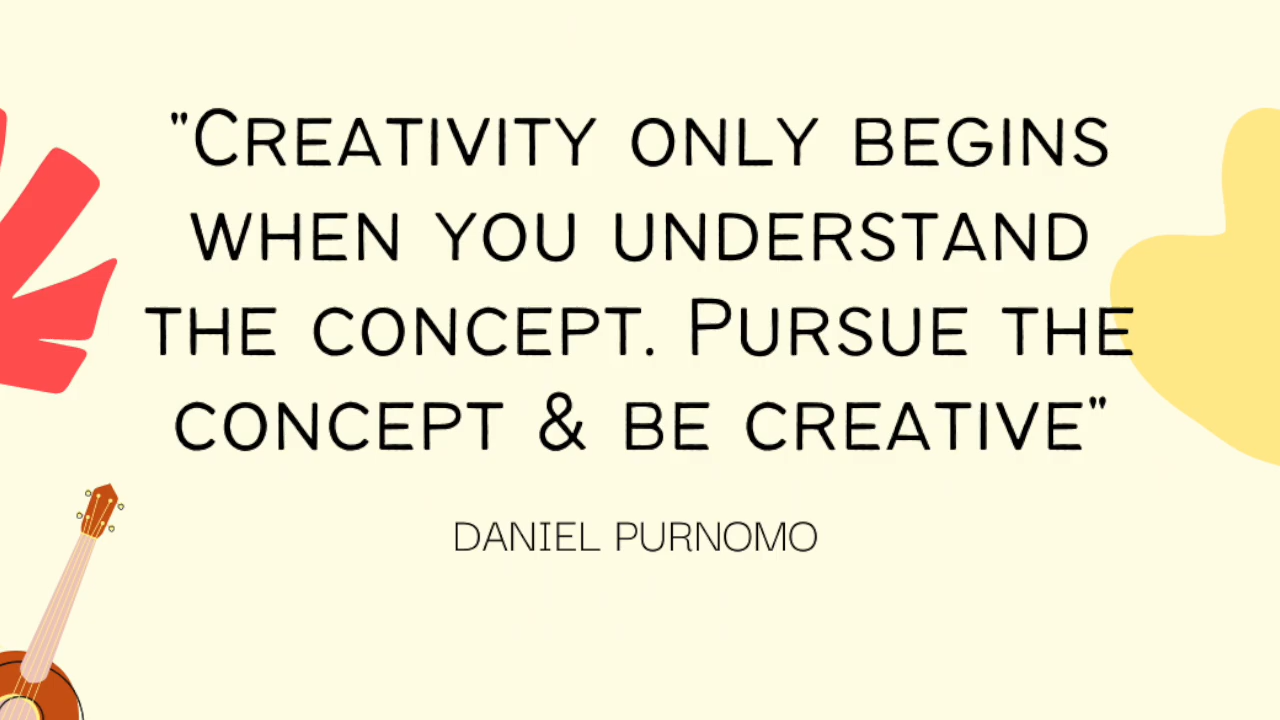 "Creativity only begins
when you understand
the concept. Pursue the
concept & be creative"
DANIEL PURNOMO